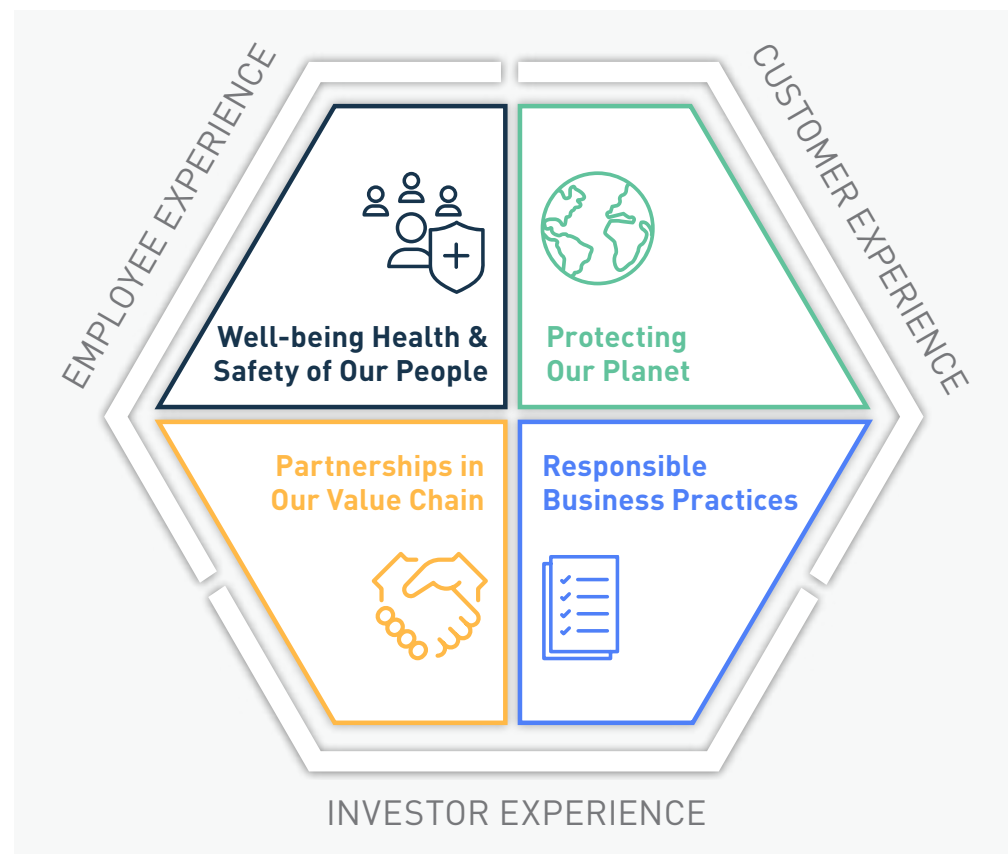 EMPLOYEE EXPERIENCE
CUSTOMER EXPERIENCE
Well-being Health &
Safety of Our People
Protecting
Our Planet
Partnerships in
Our Value Chain
Responsible
Business Practices
INVESTOR EXPERIENCE